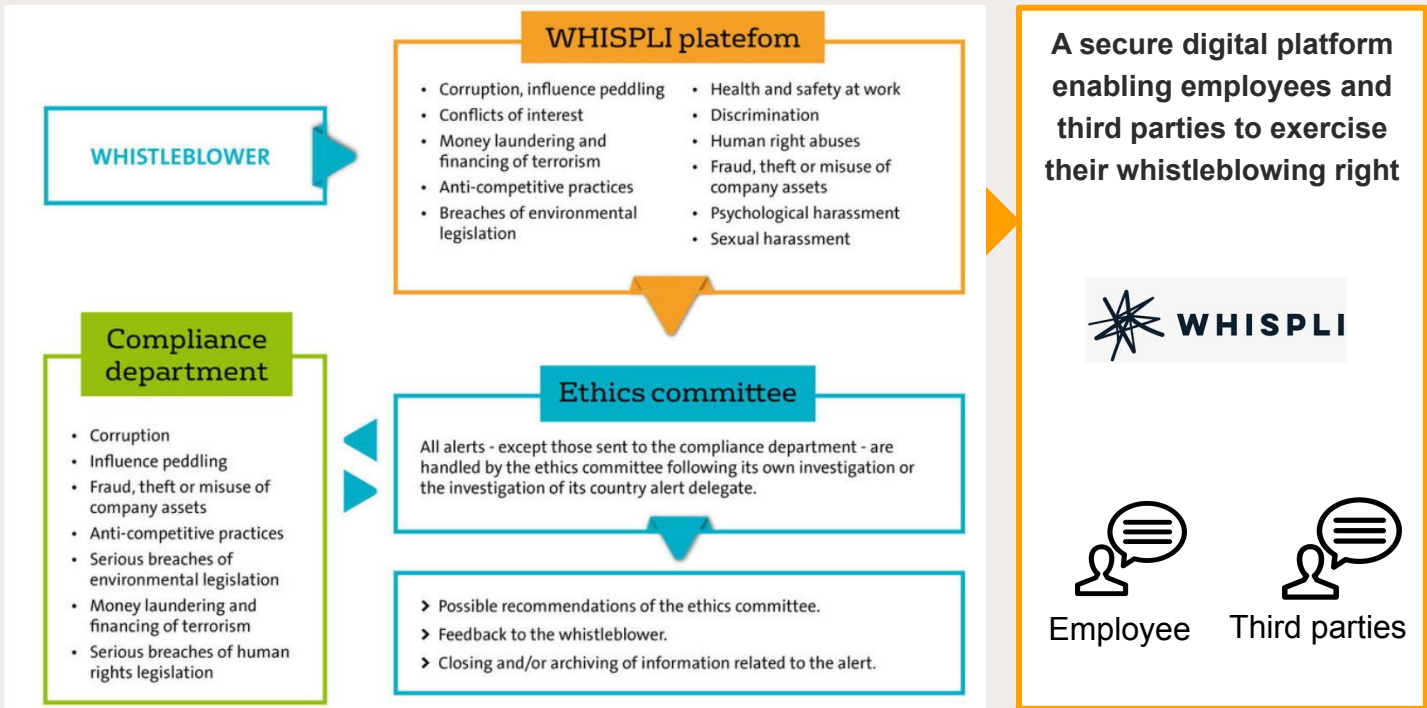 WHISTLEBLOWER
WHISPLI platefom
• Corruption, influence peddling
• Conflicts of interest
• Money laundering and
financing of terrorism
• Anti-competitive practices
• Breaches of environmental
legislation
• Health and safety at work
• Discrimination
• Human right abuses
• Fraud, theft or misuse of
company assets
• Psychological harassment
• Sexual harassment
Compliance
department
• Corruption
• Influence peddling
• Fraud, theft or misuse of
company assets
• Anti-competitive practices
• Serious breaches of
environmental legislation
• Money laundering and
financing of terrorism
• Serious breaches of human
rights legislation
Ethics committee
All alerts - except those sent to the compliance department - are
handled by the ethics committee following its own investigation or
the investigation of its country alert delegate.
> Possible recommendations of the ethics committee.
> Feedback to the whistleblower.
> Closing and/or archiving of information related to the alert.
A secure digital platform
enabling employees and
third parties to exercise
their whistleblowing right
WHISPLI
Employee
Third parties